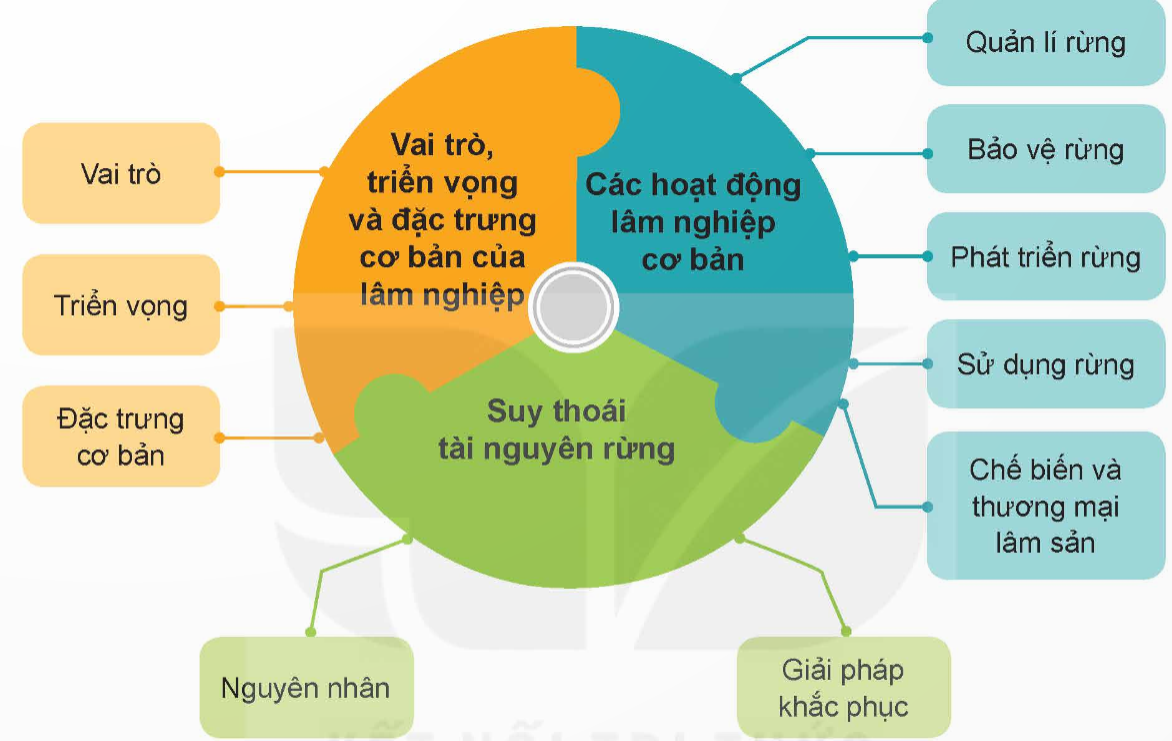 Vai trò,
triển vọng
và đặc trưng
cơ bản của
lâm nghiệp
Vai trò
Triển vọng
Đặc trưng
cơ bản
Các hoạt động
lâm nghiệp
cơ bản
Quản lí rừng
Bảo vệ rừng
Phát triển rừng
Sử dụng rừng
Chế biến và
thương mại
lâm sản
Suy thoái
tài nguyên rừng
Nguyên nhân
Giải pháp
khắc phục